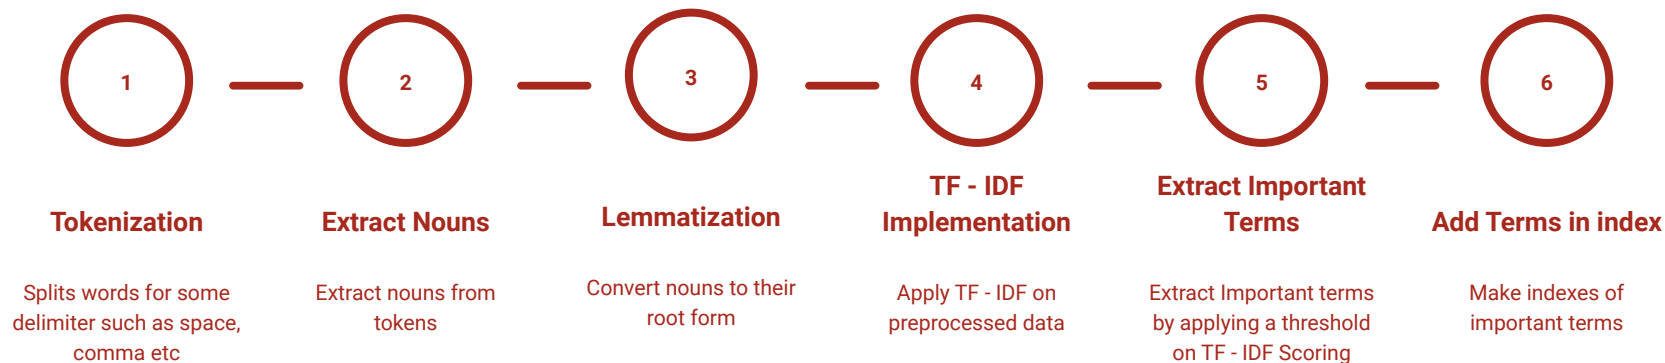 1
Tokenization
Splits words for some
delimiter such as space,
comma etc
2
Extract Nouns
Extract nouns from
tokens
3
Lemmatization
Convert nouns to their
root form
4
TF - IDF
Implementation
Apply TF - IDF on
preprocessed data
5
Extract Important
Terms
Extract Important terms
by applying a threshold
on TF - IDF Scoring
6
Add Terms in index
Make indexes of
important terms